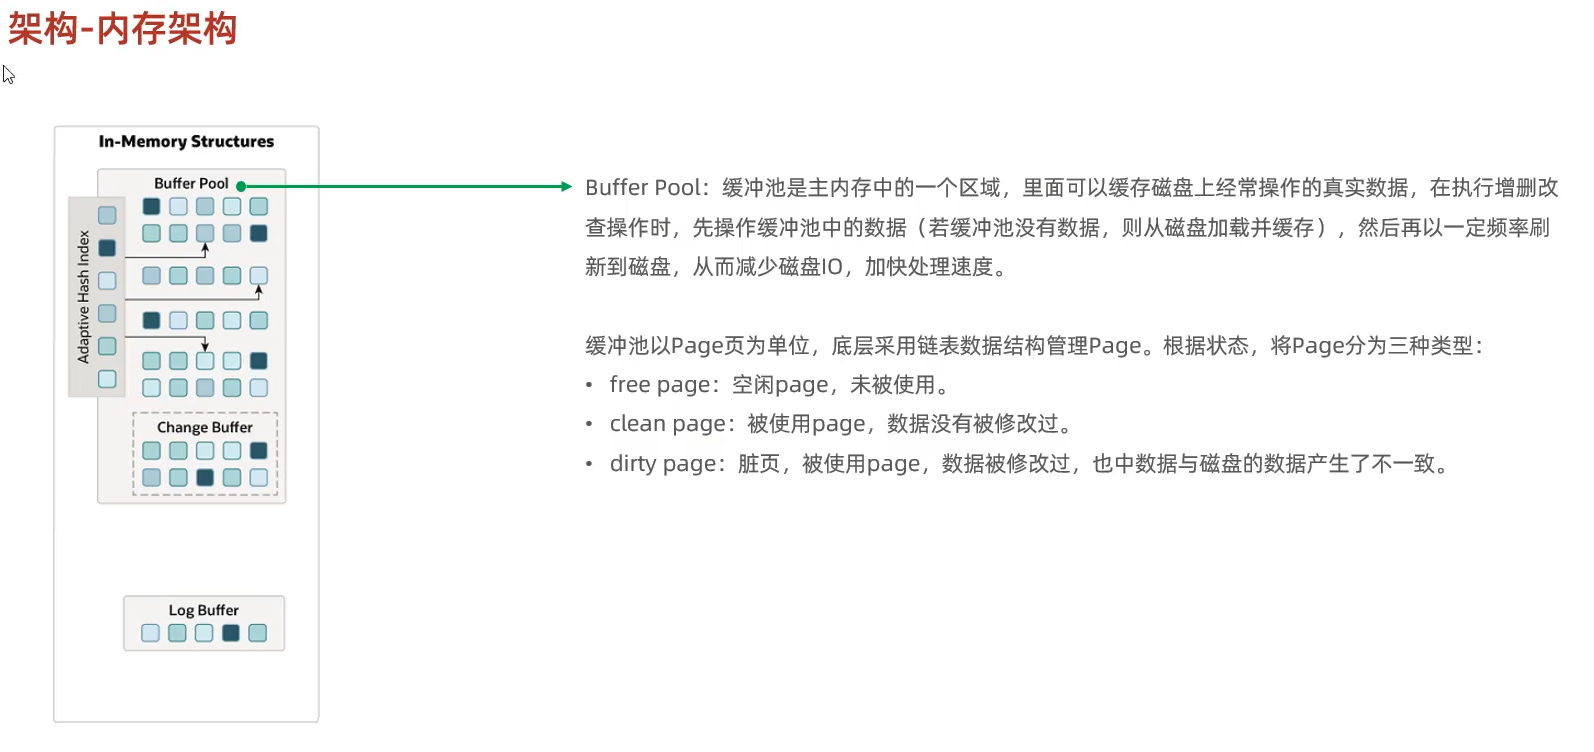 架构-内存架构
In-Memory Structures
Buffer Pool
Adaptive Hash Index
Change Buffer
Log Buffer
Buffer Pool：缓冲池是主内存中的一个区域，里面可以缓存磁盘上经常操作的真实数据，在执行增删改
查操作时，先操作缓冲池中的数据（若缓冲池没有数据，则从磁盘加载并缓存），然后再以一定频率刷
新到磁盘，从而减少磁盘IO，加快处理速度。
缓冲池以Page页为单位，底层采用链表数据结构管理Page。根据状态，将Page分为三种类型：
• free page：空闲page，未被使用。
• clean page：被使用page，数据没有被修改过。
• dirty page：脏页，被使用page，数据被修改过，也中数据与磁盘的数据产生了不一致。